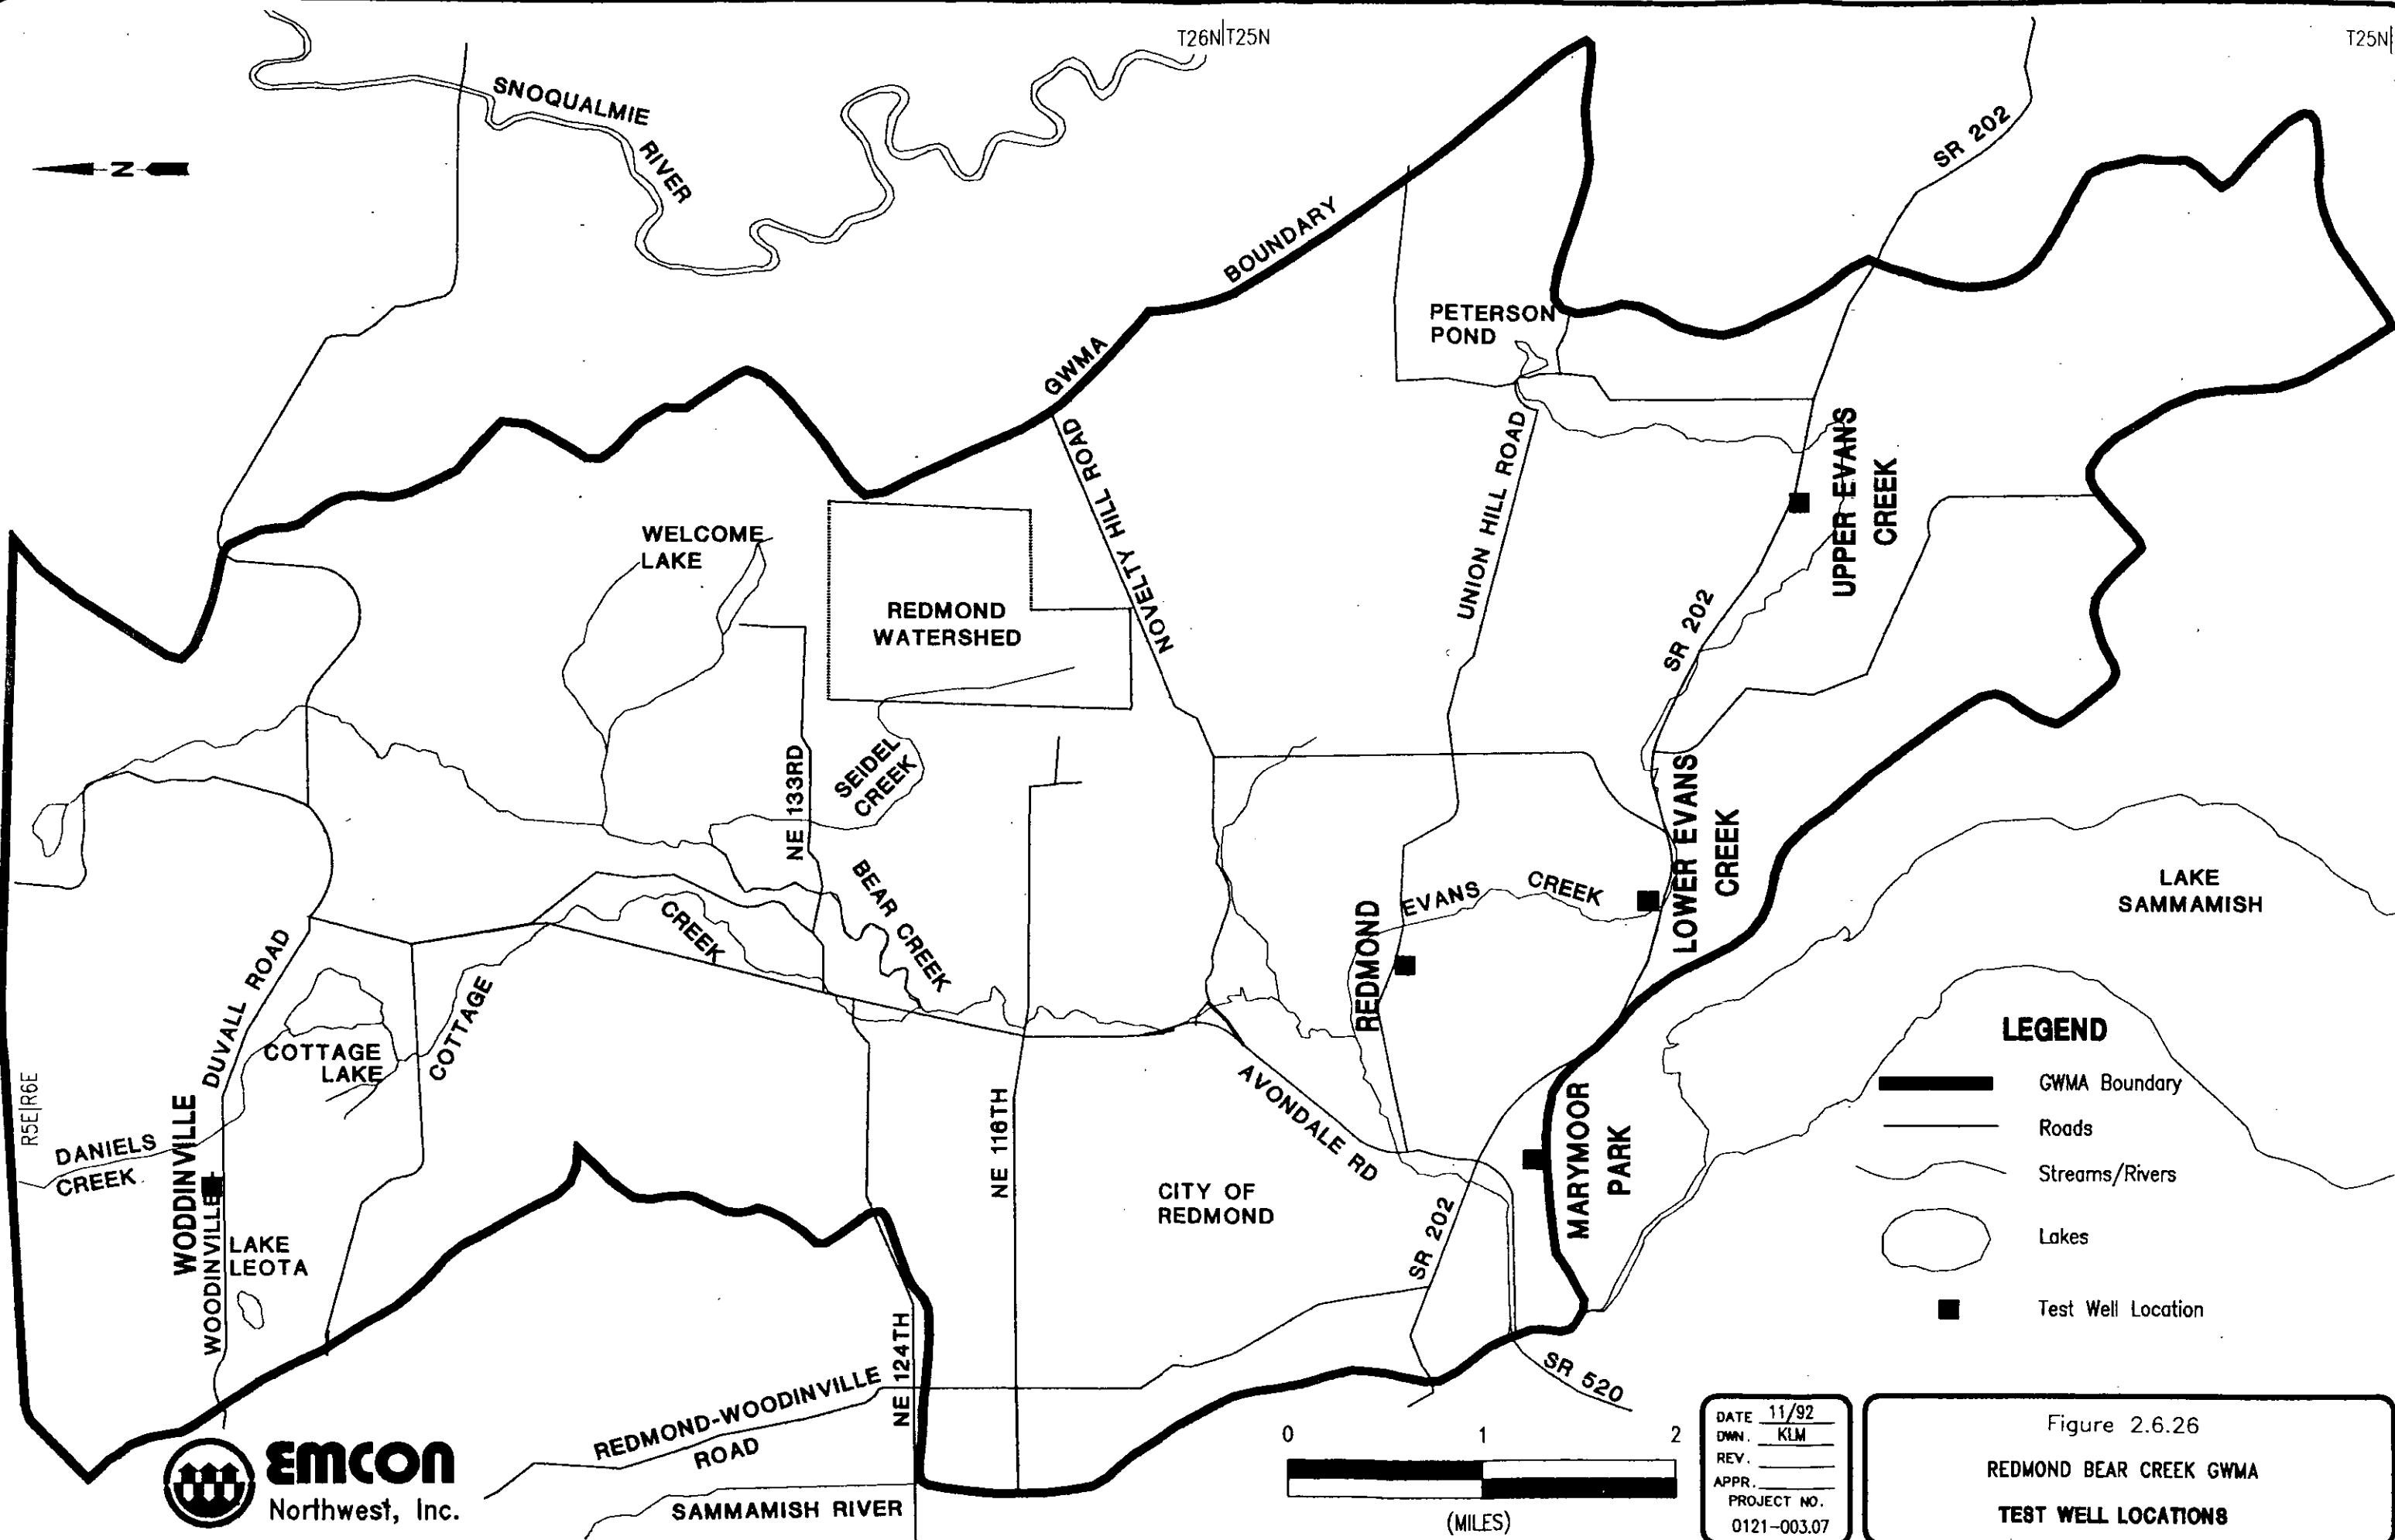 T26N|T25N
T25N|
SNOQUALMIE
RIVER
N
SR 202
BOUNDARY
GWMA
PETERSON
POND
NOVELTY HILL ROAD
UNION HILL ROAD
UPPER EVANS
CREEK
WELCOME
LAKE
REDMOND
WATERSHED
SR 202
NE 133RD
SEIDEL
CREEK
BEAR CREEK
CREEK
COTTAGE
EVANS
CREEK
REDMOND
LOWER EVANS
CREEK
LAKE
SAMMAMISH
DUVALL ROAD
COTTAGE
LAKE
R5E|R6E
DANIELS
CREEK
WODDINVILLE
WOODINVILLE
LAKE
LEOTA
NE 116TH
AVONDALE RD
CITY OF
REDMOND
MARYMOOR
PARK
SR 202
NE 124TH
REDMOND-WOODINVILLE
ROAD
SAMMAMISH RIVER
SR 520
LEGEND
GWMA Boundary
Roads
Streams/Rivers
Lakes
Test Well Location
EMCON
Northwest, Inc.
0 1 2
(MILES)
DATE 11/92
DWN. KLM
REV.
APPR.
PROJECT NO.
0121-003.07
Figure 2.6.26
REDMOND BEAR CREEK GWMA
TEST WELL LOCATIONS